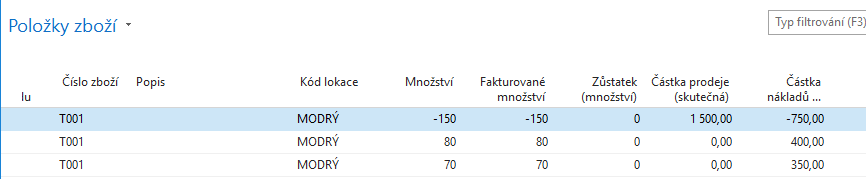 Položky zboží
Typ filtrování (F3)
lu Číslo zboží Popis Kód lokace Množství Fakturované množství Zůstatek (množství) Částka prodeje (skutečná) Částka nákladů ...
T001 MODRÝ -150 -150 0 1 500,00 -750,00
T001 MODRÝ 80 80 0 0,00 400,00
T001 MODRÝ 70 70 0 0,00 350,00